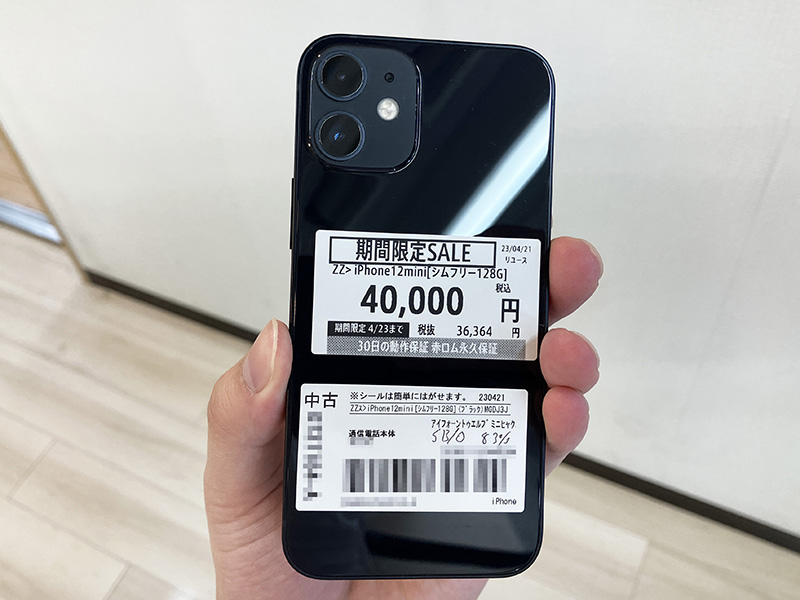 期間限定SALE
23/04/21
リユース
ZZ> iPhone12mini[シムフリー128G]
税込
40,000 円
期間限定 4/23まで 税抜 36,364 円
30日の動作保証 赤ロム永久保証
中古 ※シールは簡単にはがせます。 230421
ZZ>iPhone12mini[シムフリー128G](ブラック)MGDJ3J
アイフォーントゥエルブミニヒャク
通信電話本体
83%
iPhone